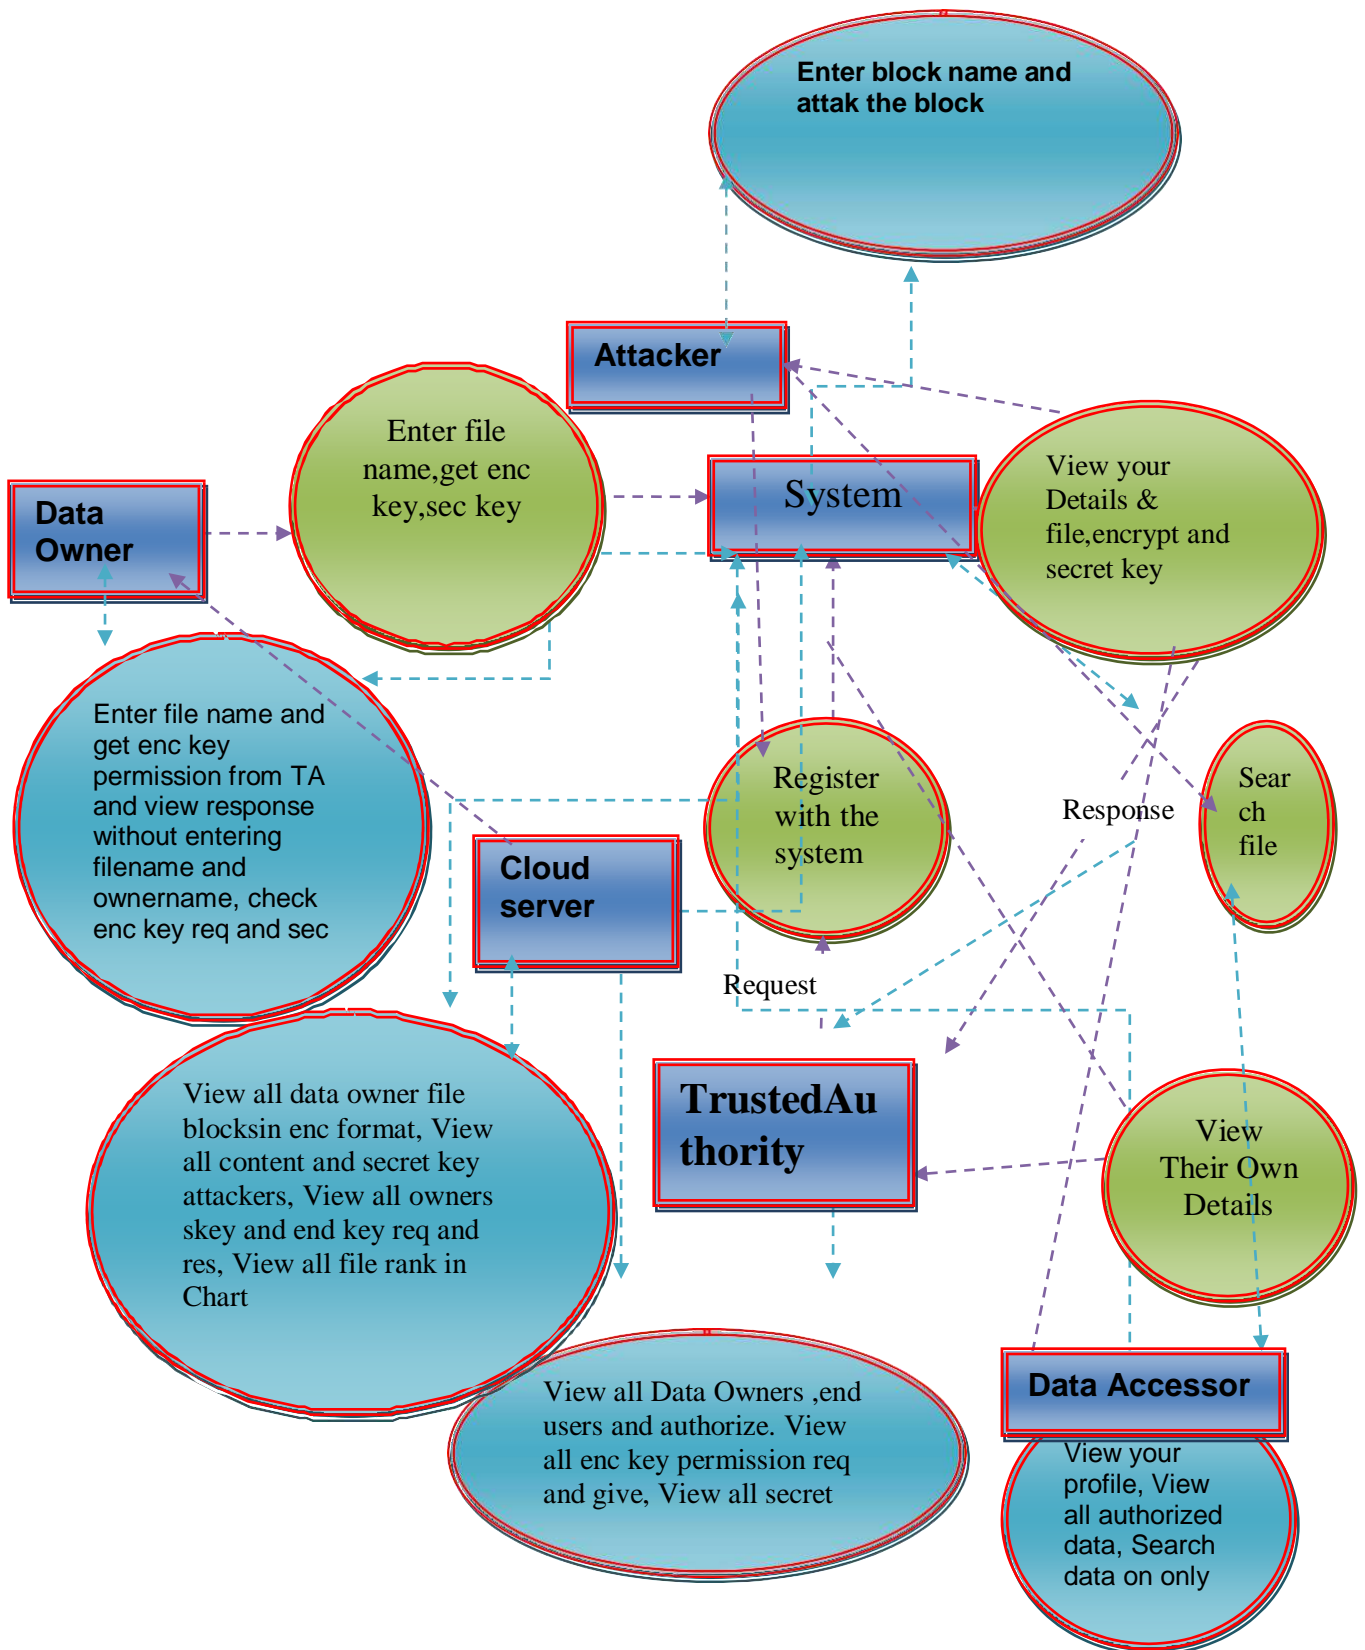 Enter block name and
attak the block
Attacker
Enter file
name,get enc
key,sec key
System
View your
Details &
file,encrypt and
secret key
Data
Owner
Enter file name and
get enc key
permission from TA
and view response
without entering
filename and
ownername, check
enc key req and sec
Register
with the
system
Response
Sear
ch
file
Cloud
server
Request
View all data owner file
blocksin enc format, View
all content and secret key
attackers, View all owners
skey and end key req and
res, View all file rank in
Chart
TrustedAu
thority
View
Their Own
Details
View all Data Owners ,end
users and authorize. View
all enc key permission req
and give, View all secret
Data Accessor
View your
profile, View
all authorized
data, Search
data on only